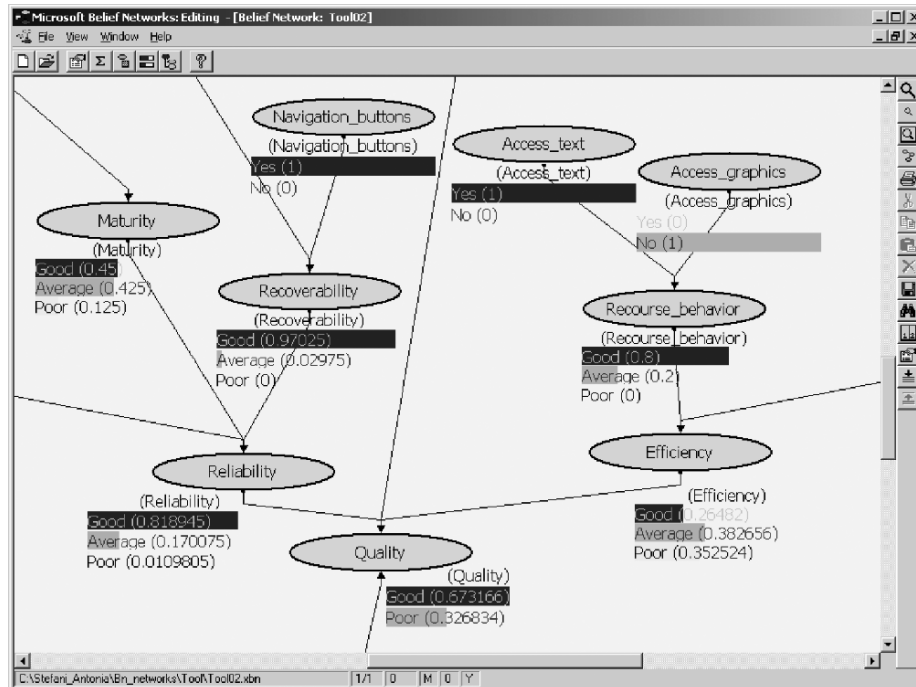 Microsoft Belief Networks: Editing - [Belief Network: Tool02]
File View Window Help
Navigation_buttons
(Navigation_buttons)
Yes (1)
No (0)
Access_text
(Access_text)
Yes (1)
No (0)
Access_graphics
(Access_graphics)
Yes (0)
No (1)
Maturity
(Maturity)
Good (0.45)
Average (0.425)
Poor (0.125)
Recoverability
(Recoverability)
Good (0.97025)
Average (0.02975)
Poor (0)
Recourse_behavior
(Recourse_behavior)
Good (0.8)
Average (0.2)
Poor (0)
Reliability
(Reliability)
Good (0.818945)
Average (0.170075)
Poor (0.0109805)
Efficiency
(Efficiency)
Good (0.26482)
Average (0.382656)
Poor (0.352524)
Quality
(Quality)
Good (0.673166)
Poor (0.326834)
C:\Stefani_Antonia\Bn_networks\Tool\Tool02.xbn 1/1 0 M 0 Y